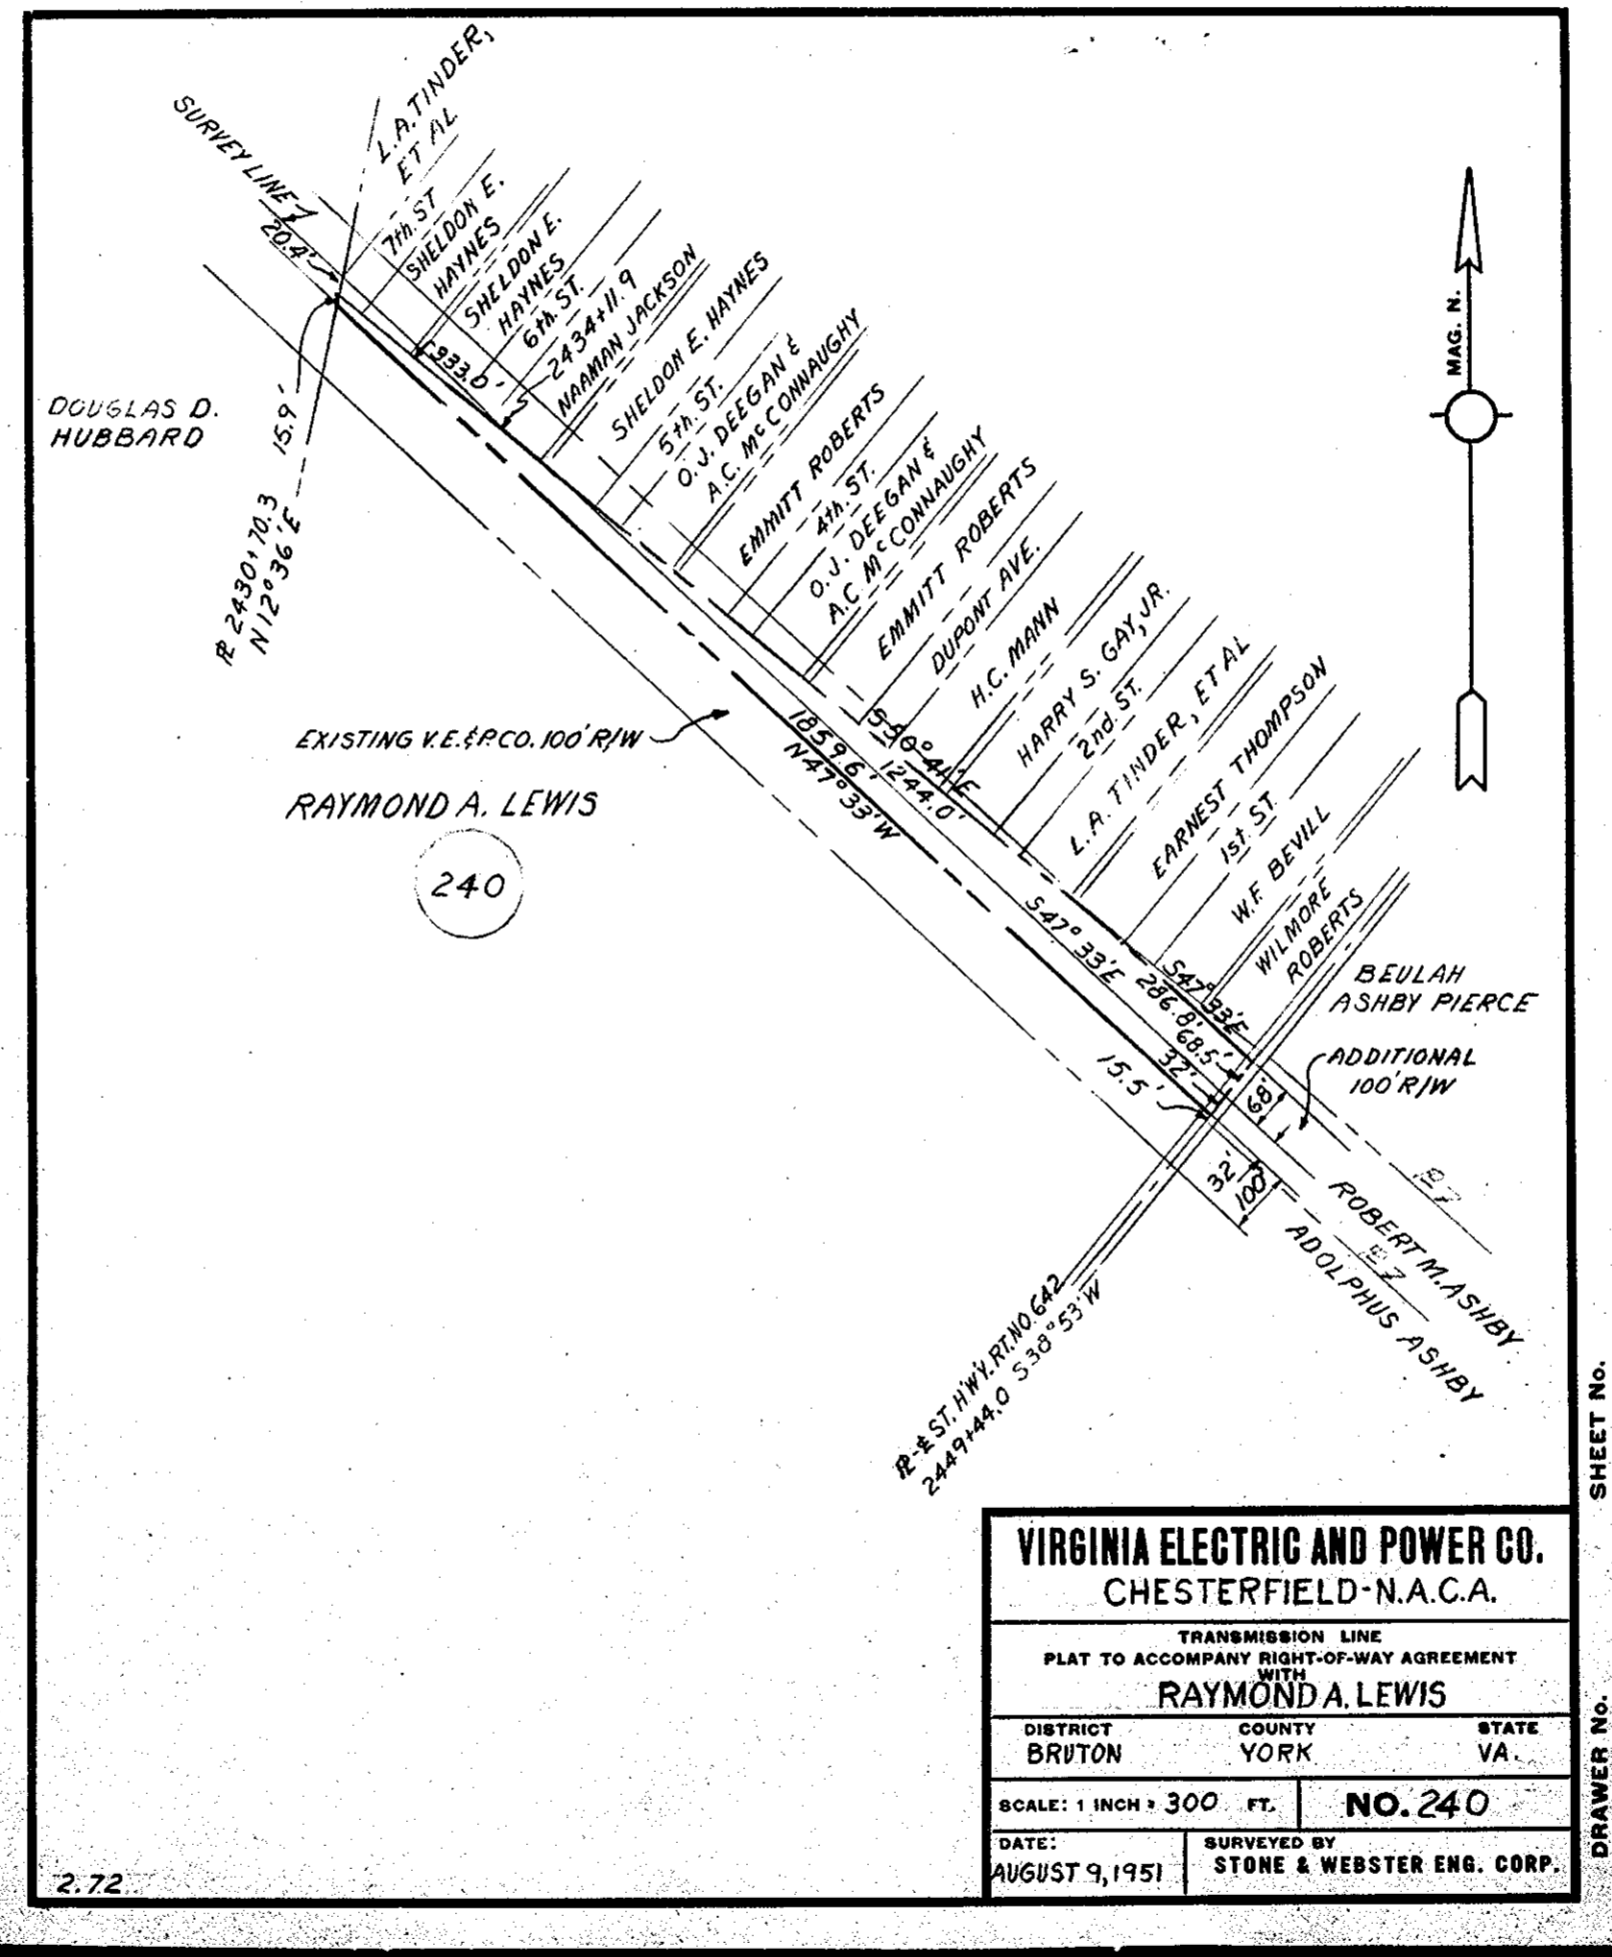 L.A. TINDER,
ET AL
SURVEY LINE
20.4'
7th. ST
SHELDON E.
HAYNES
SHELDON E.
HAYNES
6th. ST.
2434+11.9
NAAMAN JACKSON
SHELDON E. HAYNES
5th. ST.
O.J. DEEGAN &
A.C. McCONNAUGHY
EMMITT ROBERTS
4th. ST.
O.J. DEEGAN &
A.C. McCONNAUGHY
EMMITT ROBERTS
DUPONT AVE.
H.C. MANN
HARRY S. GAY, JR.
2nd. ST.
L.A. TINDER, ET AL
EARNEST THOMPSON
1st. ST.
W.F. BEVILL
WILMORE
ROBERTS
BEULAH
ASHBY PIERCE
MAG. N.
933.0'
DOUGLAS D.
HUBBARD
15.9'
PL 2430+70.3
N 12° 36' E
EXISTING V.E.&P.CO. 100' R/W
RAYMOND A. LEWIS
240
1859.6'
N47°33'W
S 50° 41' E
1244.0'
S47° 33'E
S47° 33'E
286.8'
68.5'
32'
15.5'
ADDITIONAL
100' R/W
68'
32'
100'
ROBERT M. ASHBY
ADOLPHUS ASHBY
PL-₵ ST. H'W'Y. RT. NO. 642
2449+44.0 S38°53'W
VIRGINIA ELECTRIC AND POWER CO.
CHESTERFIELD-N.A.C.A.
TRANSMISSION LINE
PLAT TO ACCOMPANY RIGHT-OF-WAY AGREEMENT
WITH
RAYMOND A. LEWIS
DISTRICT COUNTY STATE
BRUTON YORK VA.
SCALE: 1 INCH = 300 FT. NO. 240
DATE: SURVEYED BY
AUGUST 9, 1951 STONE & WEBSTER ENG. CORP.
2.72
SHEET No.
DRAWER No.